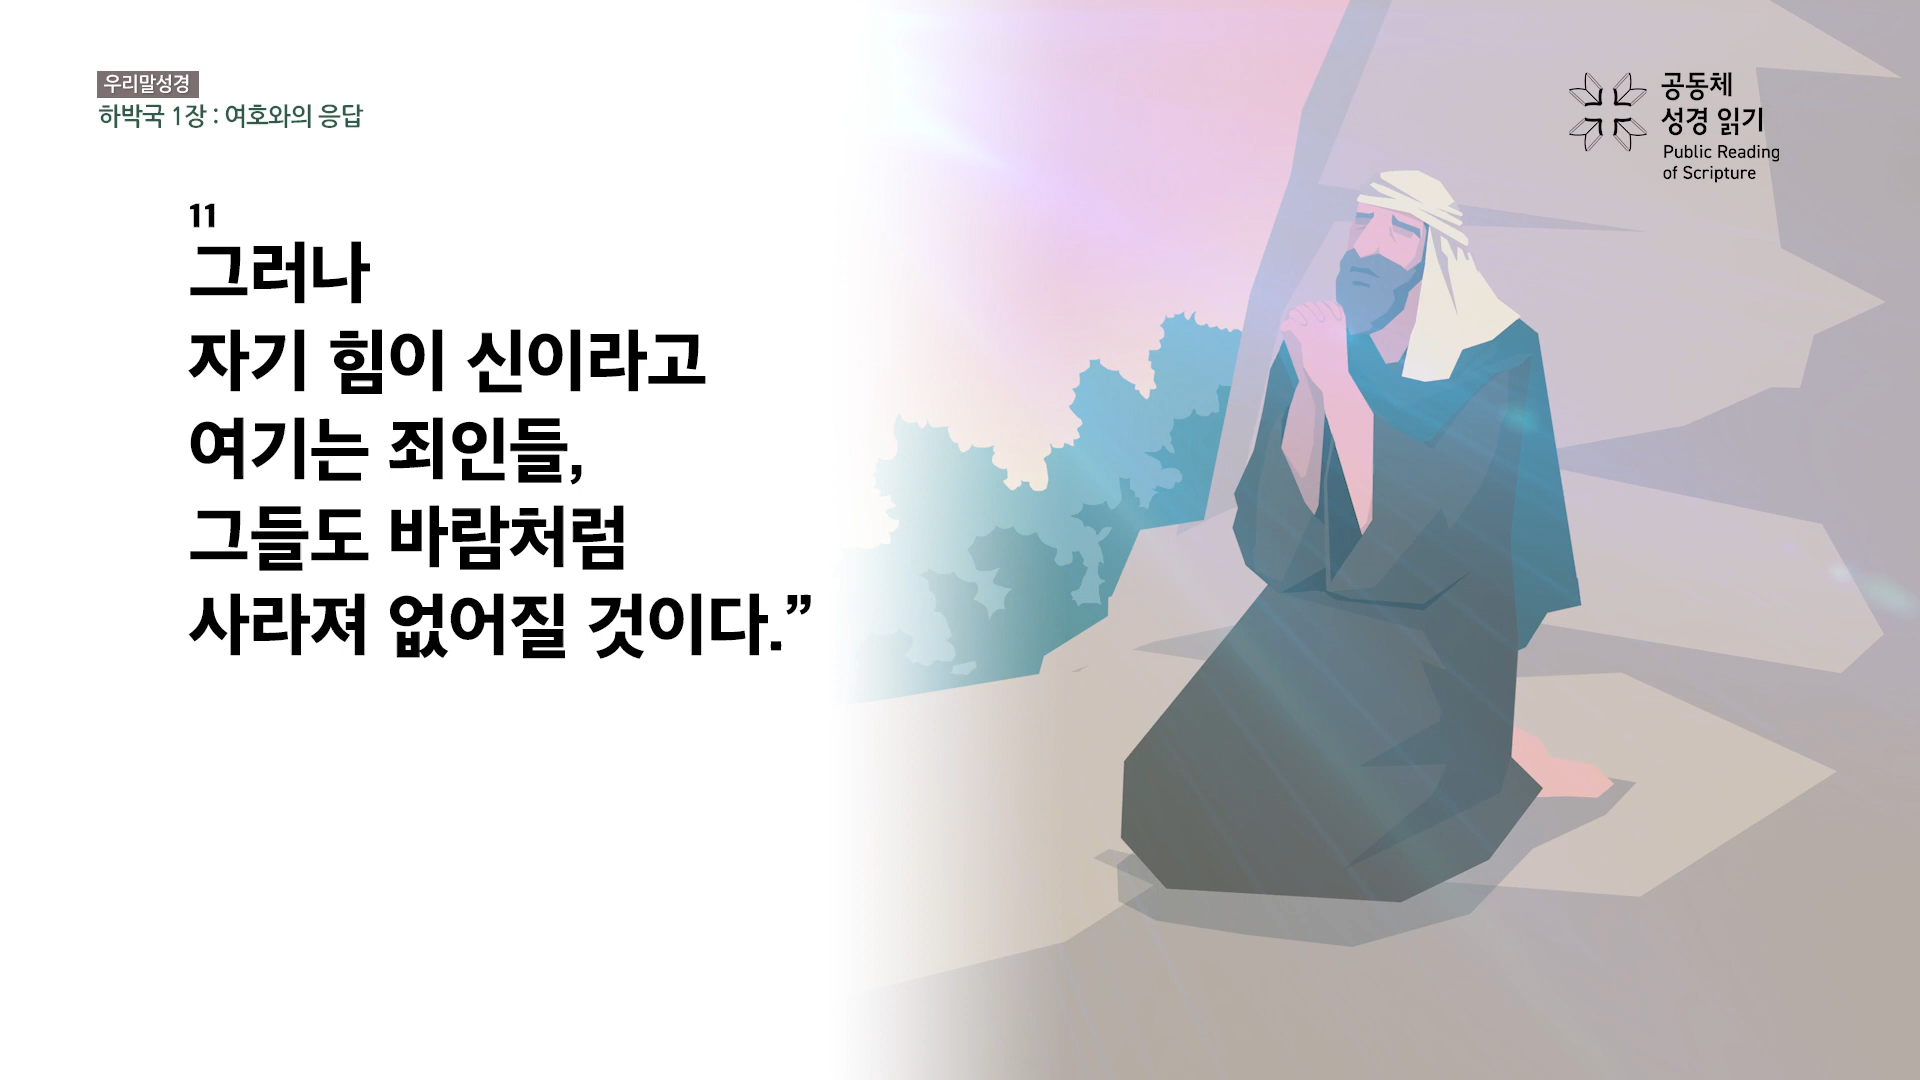 우리말성경
하박국 1장 : 여호와의 응답
공동체
성경 읽기
Public Reading
of Scripture
11
그러나
자기 힘이 신이라고
여기는 죄인들,
그들도 바람처럼
사라져 없어질 것이다.”